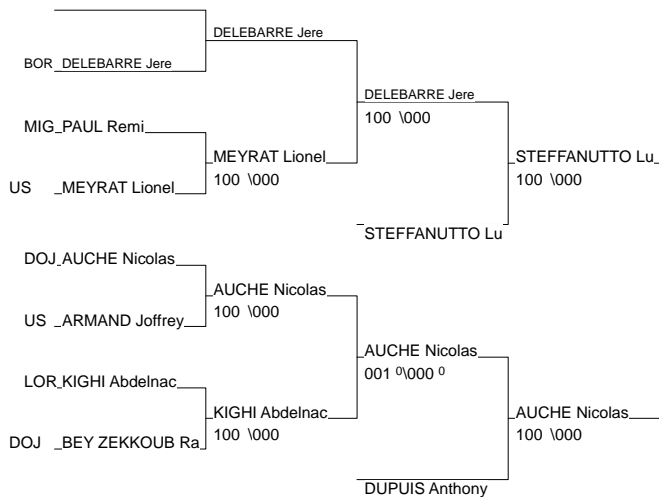 DELEBARRE Jere
BOR DELEBARRE Jere
DELEBARRE Jere
100 \000
MIG PAUL Remi
MEYRAT Lionel
100 \000
STEFFANUTTO Lu
100 \000
US MEYRAT Lionel
STEFFANUTTO Lu
DOJ AUCHE Nicolas
AUCHE Nicolas
100 \000
US ARMAND Joffrey
AUCHE Nicolas
001 0\000 0
LOR KIGHI Abdelnac
KIGHI Abdelnac
100 \000
AUCHE Nicolas
100 \000
DOJ BEY ZEKKOUB Ra
DUPUIS Anthony